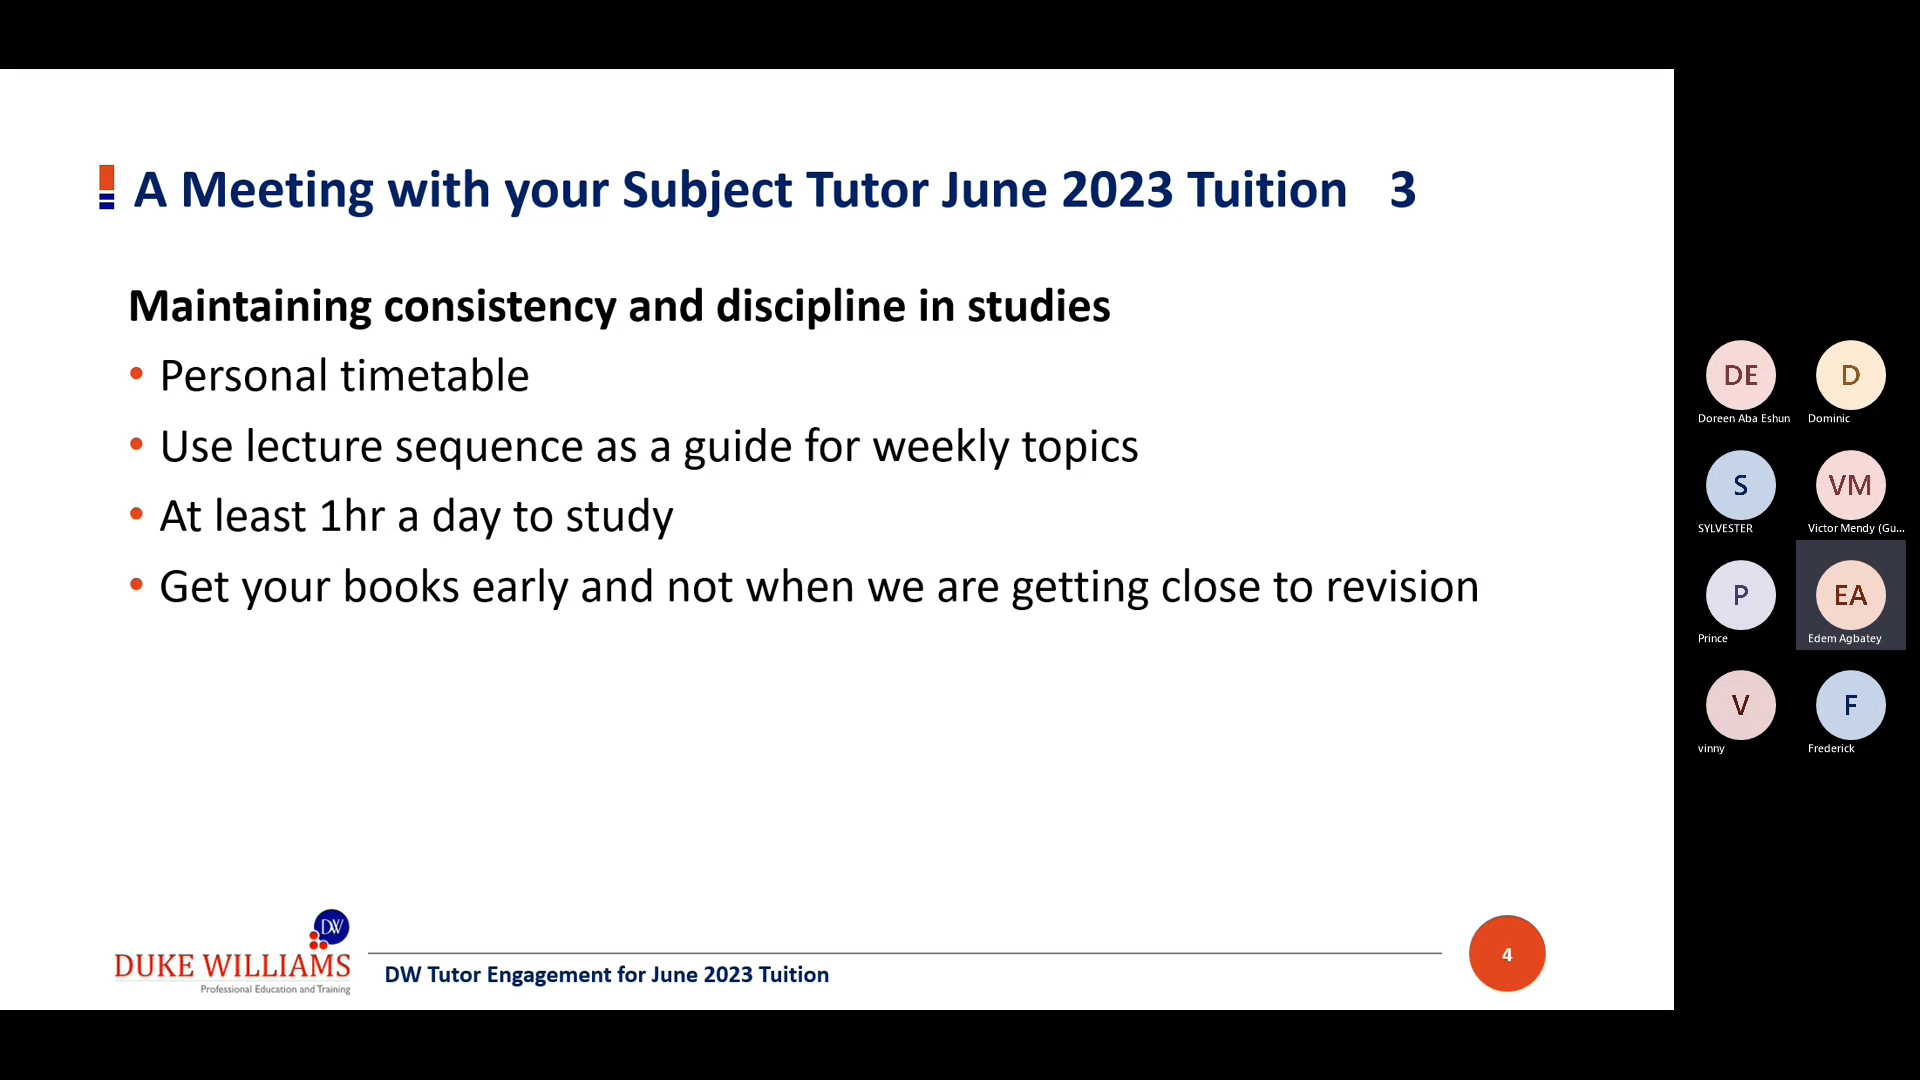 A Meeting with your Subject Tutor June 2023 Tuition 3
Maintaining consistency and discipline in studies
• Personal timetable
• Use lecture sequence as a guide for weekly topics
• At least 1hr a day to study
• Get your books early and not when we are getting close to revision
DW
DUKE WILLIAMS
Professional Education and Training
DW Tutor Engagement for June 2023 Tuition
4
DE
D
Doreen Aba Eshun
Dominic
S
VM
SYLVESTER
Victor Mendy (Gu...
P
EA
Prince
Edem Agbatey
V
F
vinny
Frederick